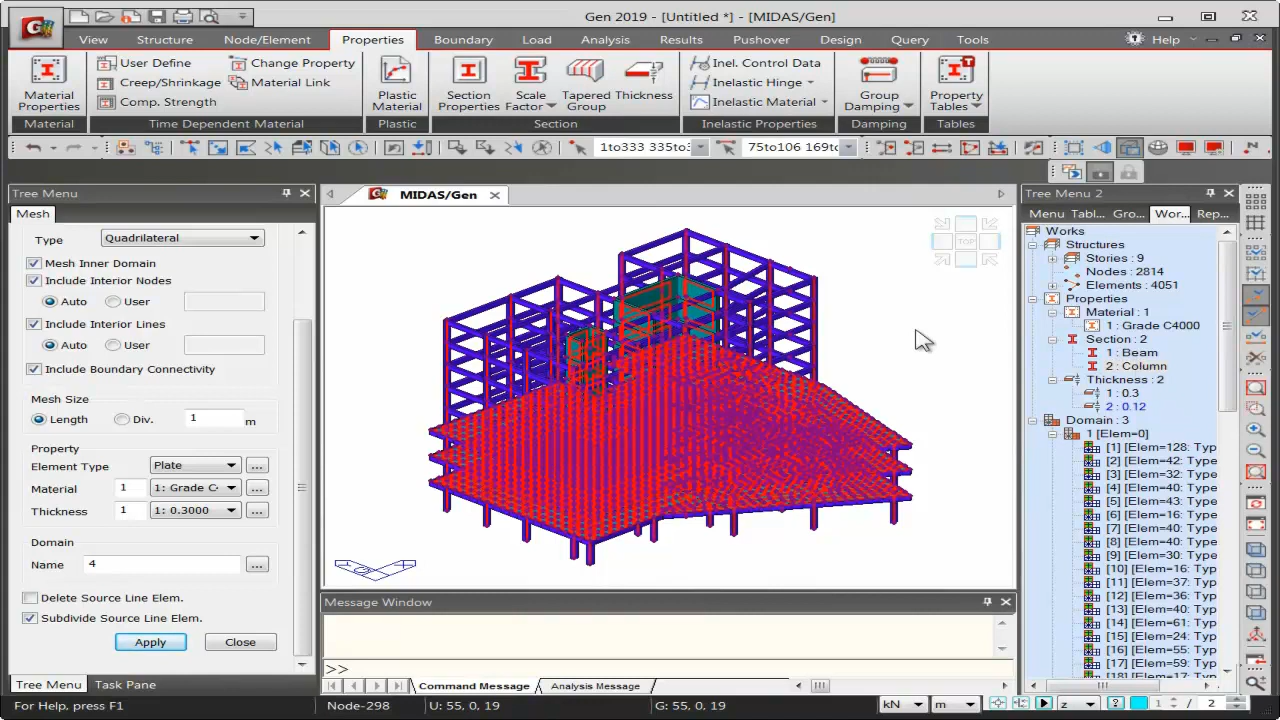 Gen 2019 - [Untitled *] - [MIDAS/Gen]
View Structure Node/Element Properties Boundary Load Analysis Results Pushover Design Query Tools Help
Material Properties
User Define
Creep/Shrinkage
Comp. Strength
Change Property
Material Link
Plastic Material
Section Properties
Scale Factor
Tapered Group
Thickness
Inel. Control Data
Inelastic Hinge
Inelastic Material
Group Damping
Property Tables
Material Time Dependent Material Plastic Section Inelastic Properties Damping Tables
1to333 335to: 75to106 169to
Tree Menu
Mesh
Type Quadrilateral
Mesh Inner Domain
Include Interior Nodes
Auto User
Include Interior Lines
Auto User
Include Boundary Connectivity
Mesh Size
Length Div. 1 m
Property
Element Type Plate ...
Material 1 1: Grade C ...
Thickness 1 1: 0.3000 ...
Domain
Name 4 ...
Delete Source Line Elem.
Subdivide Source Line Elem.
Apply Close
Tree Menu Task Pane
MIDAS/Gen
TOP
Message Window
>>
Command Message Analysis Message
Tree Menu 2
Menu Tabl... Gro... Wor... Rep...
Works
Structures
Stories : 9
Nodes : 2814
Elements : 4051
Properties
Material : 1
1 : Grade C4000
Section : 2
1 : Beam
2 : Column
Thickness : 2
1 : 0.3
2 : 0.12
Domain : 3
1 [Elem=0]
[1] [Elem=128: Type
[2] [Elem=42: Type
[3] [Elem=32: Type
[4] [Elem=40: Type
[5] [Elem=43: Type
[6] [Elem=16: Type
[7] [Elem=40: Type
[8] [Elem=40: Type
[9] [Elem=30: Type
[10] [Elem=16: Type
[11] [Elem=37: Type
[12] [Elem=36: Type
[13] [Elem=40: Type
[14] [Elem=61: Type
[15] [Elem=24: Type
[16] [Elem=55: Type
[17] [Elem=59: Type
For Help, press F1 Node-298 U: 55, 0, 19 G: 55, 0, 19 kN m z 1 / 2